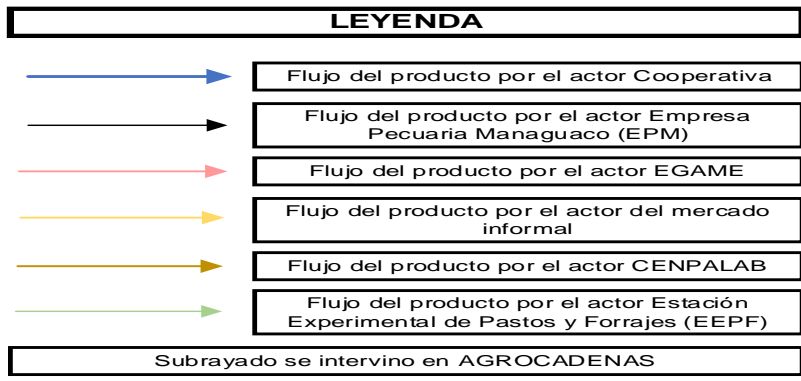 LEYENDA
Flujo del producto por el actor Cooperativa
Flujo del producto por el actor Empresa
Pecuaria Managuaco (EPM)
Flujo del producto por el actor EGAME
Flujo del producto por el actor del mercado
informal
Flujo del producto por el actor CENPALAB
Flujo del producto por el actor Estación
Experimental de Pastos y Forrajes (EEPF)
Subrayado se intervino en AGROCADENAS